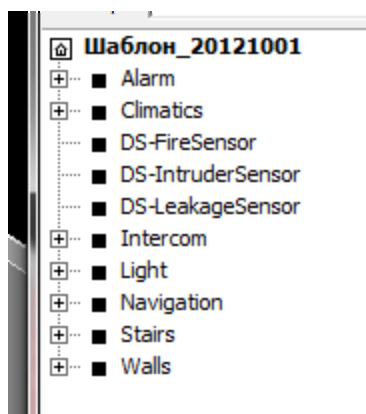 Шаблон_20121001
Alarm
Climatics
DS-FireSensor
DS-IntruderSensor
DS-LeakageSensor
Intercom
Light
Navigation
Stairs
Walls